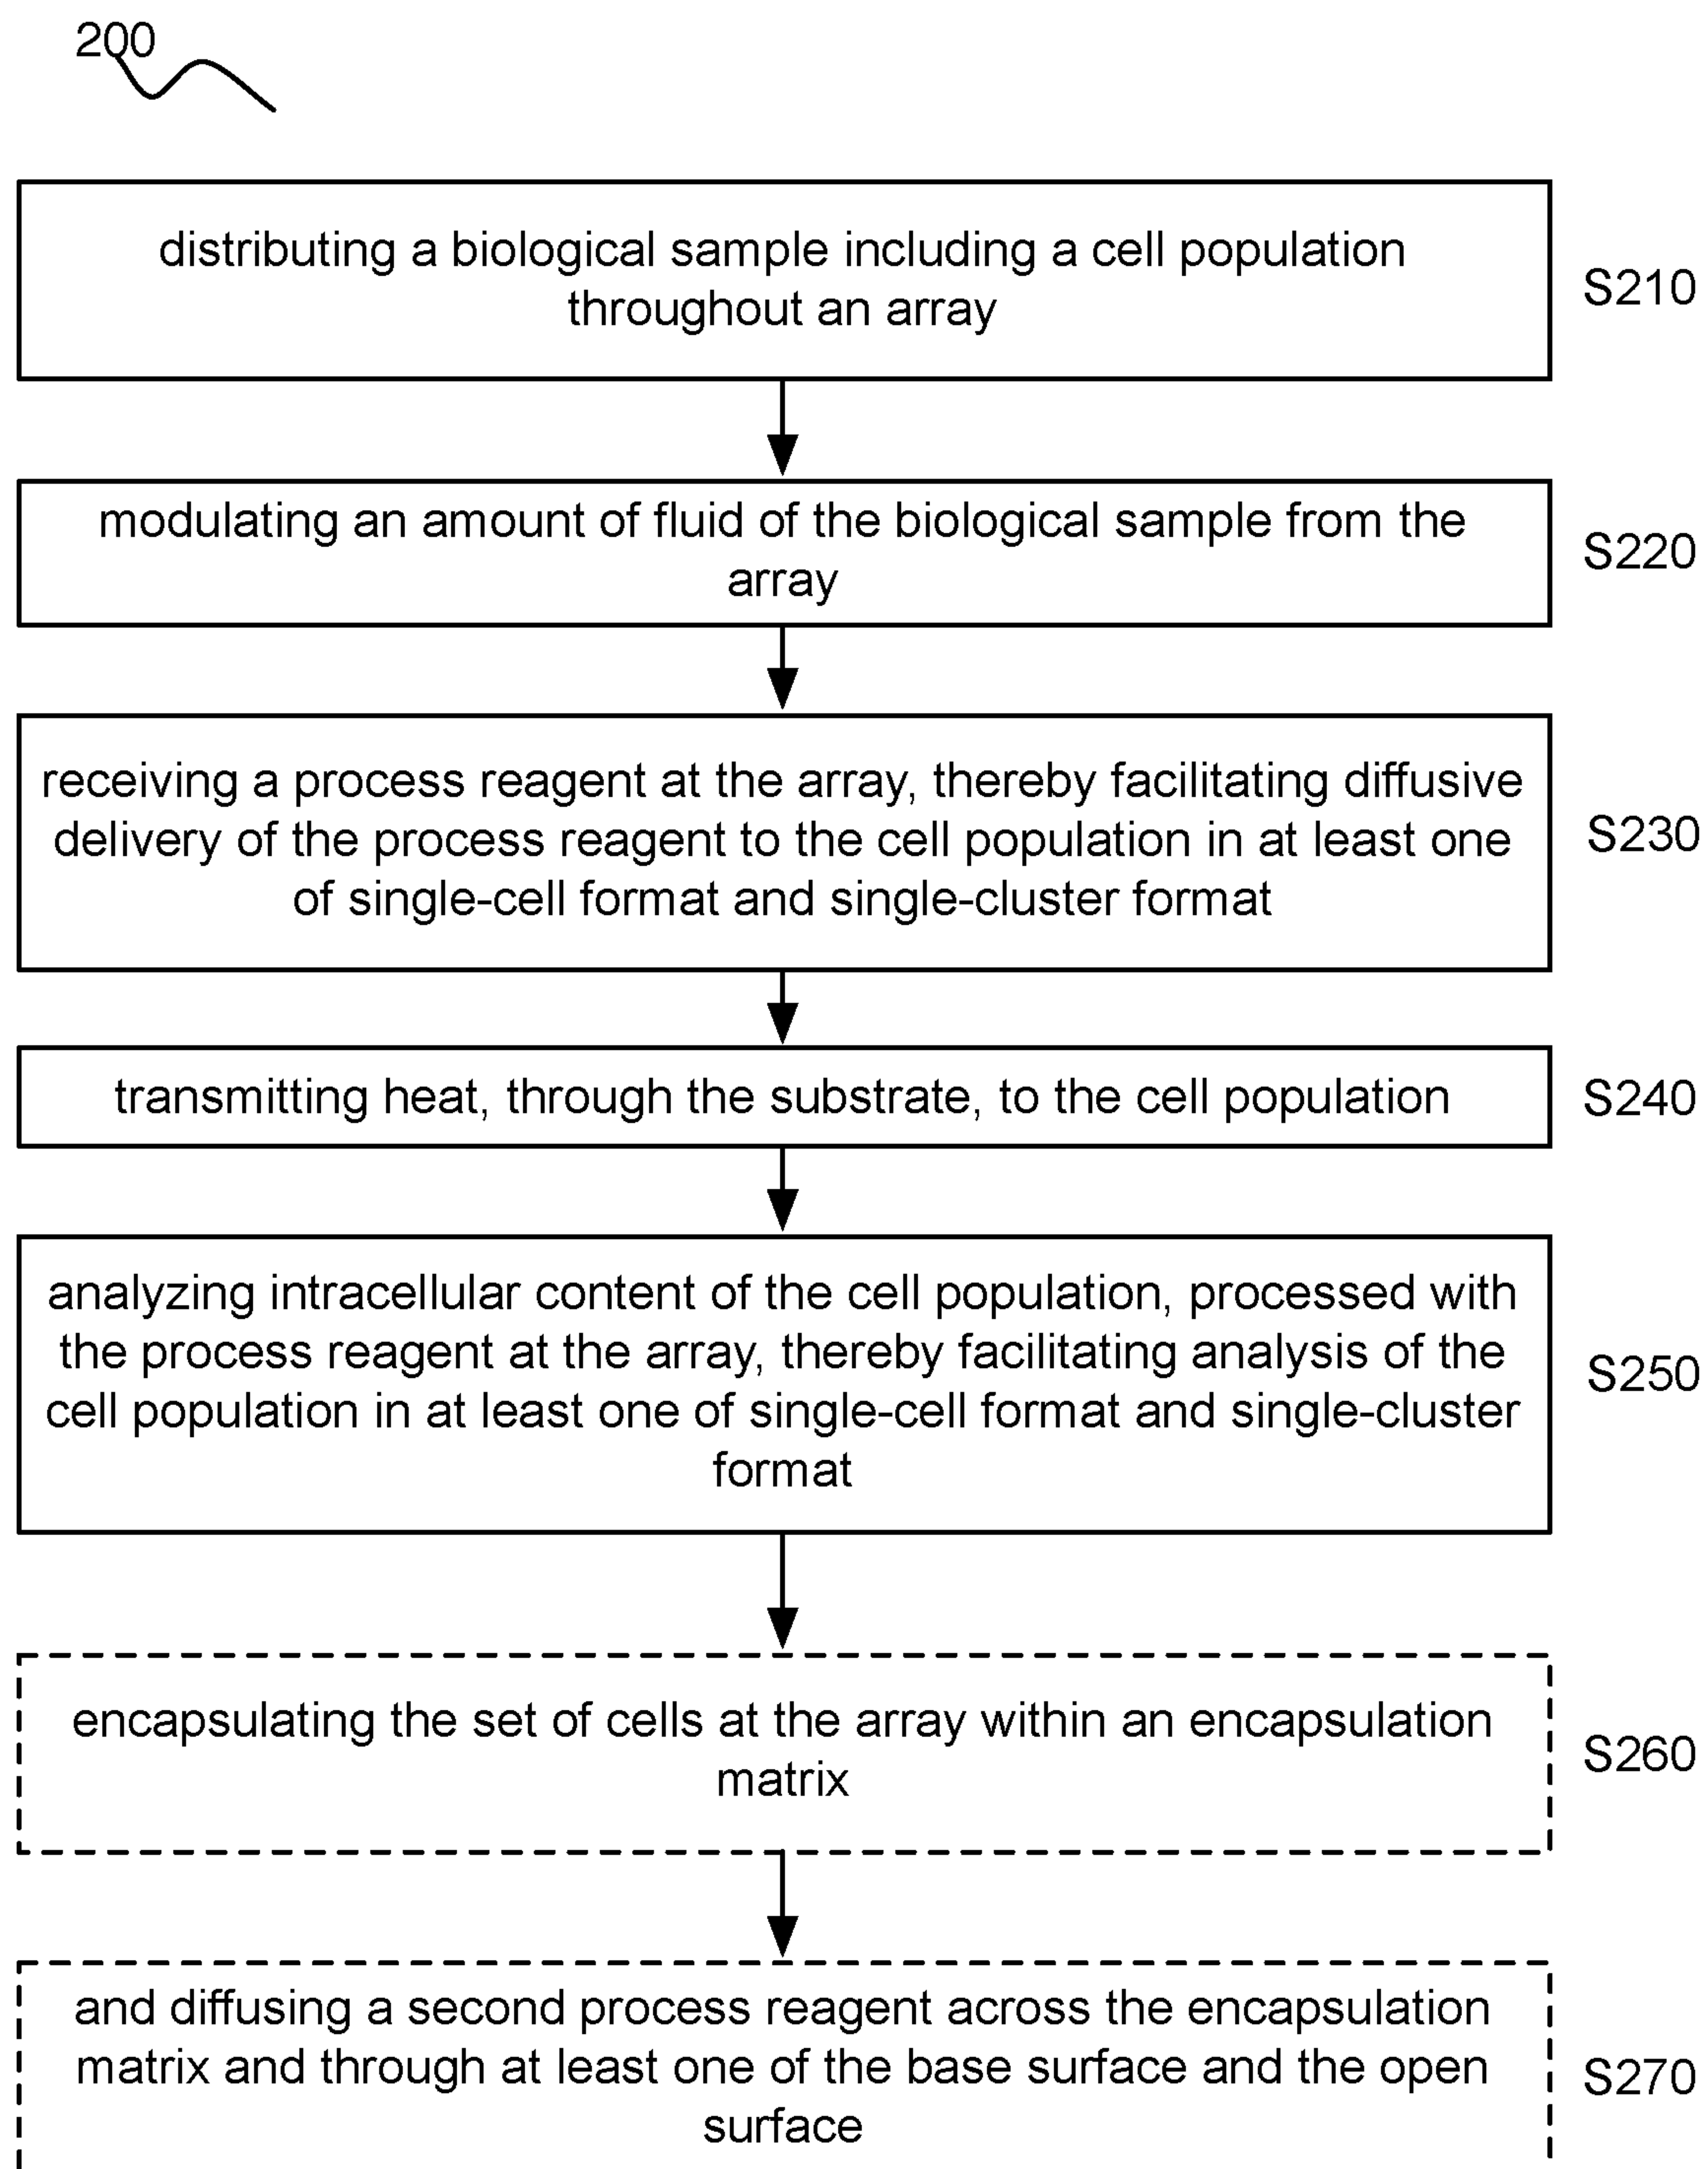 200
distributing a biological sample including a cell population
throughout an array
S210
modulating an amount of fluid of the biological sample from the
array
S220
receiving a process reagent at the array, thereby facilitating diffusive
delivery of the process reagent to the cell population in at least one
of single-cell format and single-cluster format
S230
transmitting heat, through the substrate, to the cell population
S240
analyzing intracellular content of the cell population, processed with
the process reagent at the array, thereby facilitating analysis of the
cell population in at least one of single-cell format and single-cluster
format
S250
encapsulating the set of cells at the array within an encapsulation
matrix
S260
and diffusing a second process reagent across the encapsulation
matrix and through at least one of the base surface and the open
surface
S270